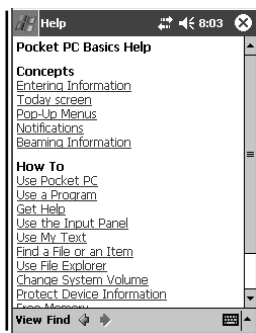 Help 8:03
Pocket PC Basics Help
Concepts
Entering Information
Today screen
Pop-Up Menus
Notifications
Beaming Information
How To
Use Pocket PC
Use a Program
Get Help
Use the Input Panel
Use My Text
Find a File or an Item
Use File Explorer
Change System Volume
Protect Device Information
Free Memory
View Find